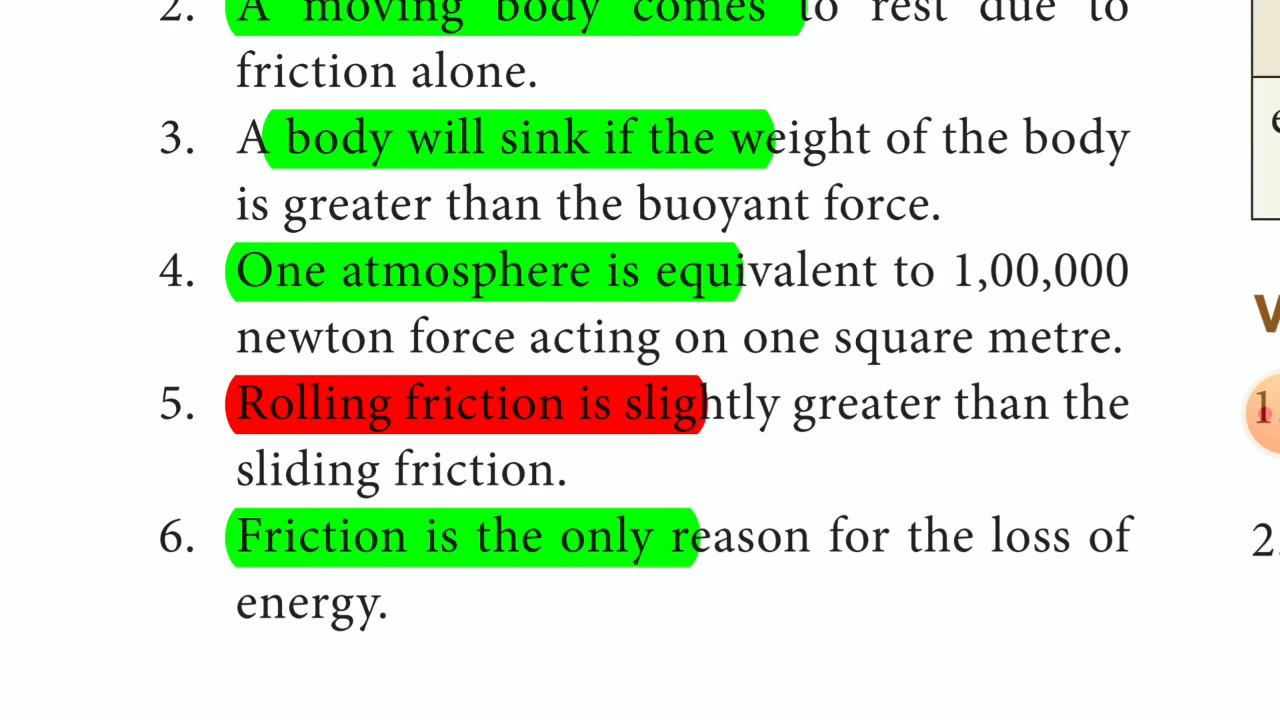 2. A moving body comes to rest due to
friction alone.
3. A body will sink if the weight of the body
is greater than the buoyant force.
4. One atmosphere is equivalent to 1,00,000
newton force acting on one square metre.
5. Rolling friction is slightly greater than the
sliding friction.
6. Friction is the only reason for the loss of
energy.
1.
2.